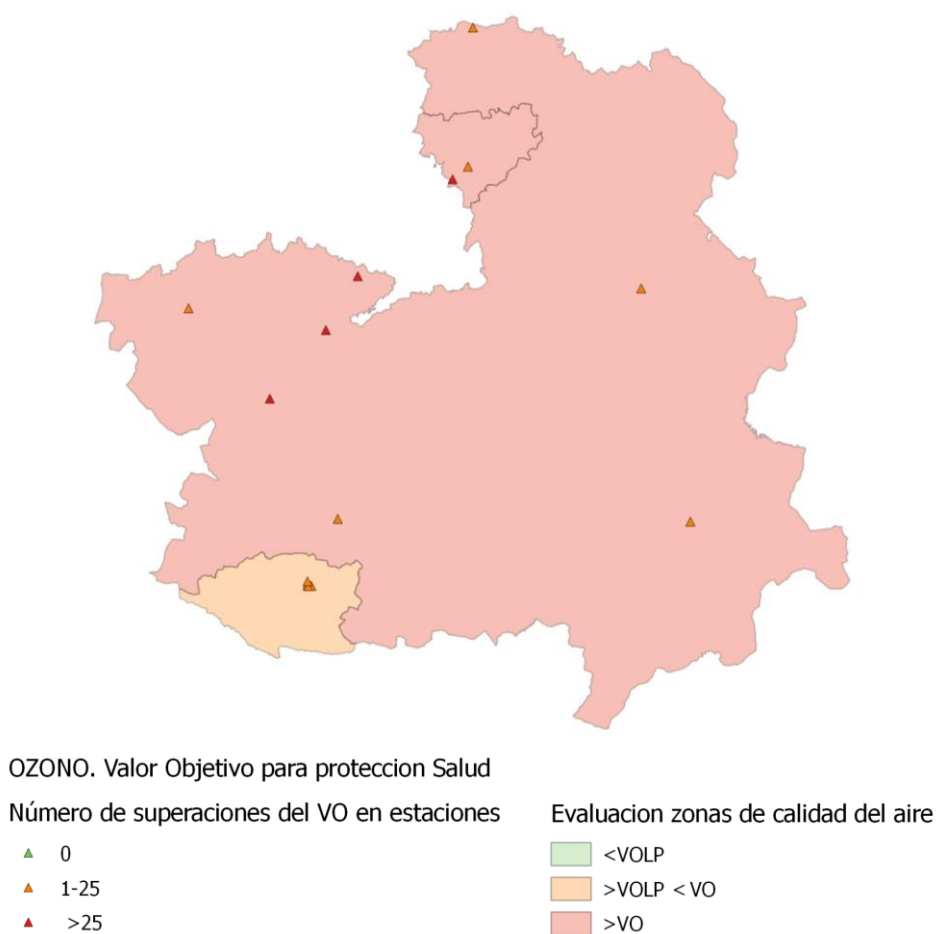 OZONO. Valor Objetivo para proteccion Salud
Número de superaciones del VO en estaciones
0
1-25
>25
Evaluacion zonas de calidad del aire
<VOLP
>VOLP < VO
>VO